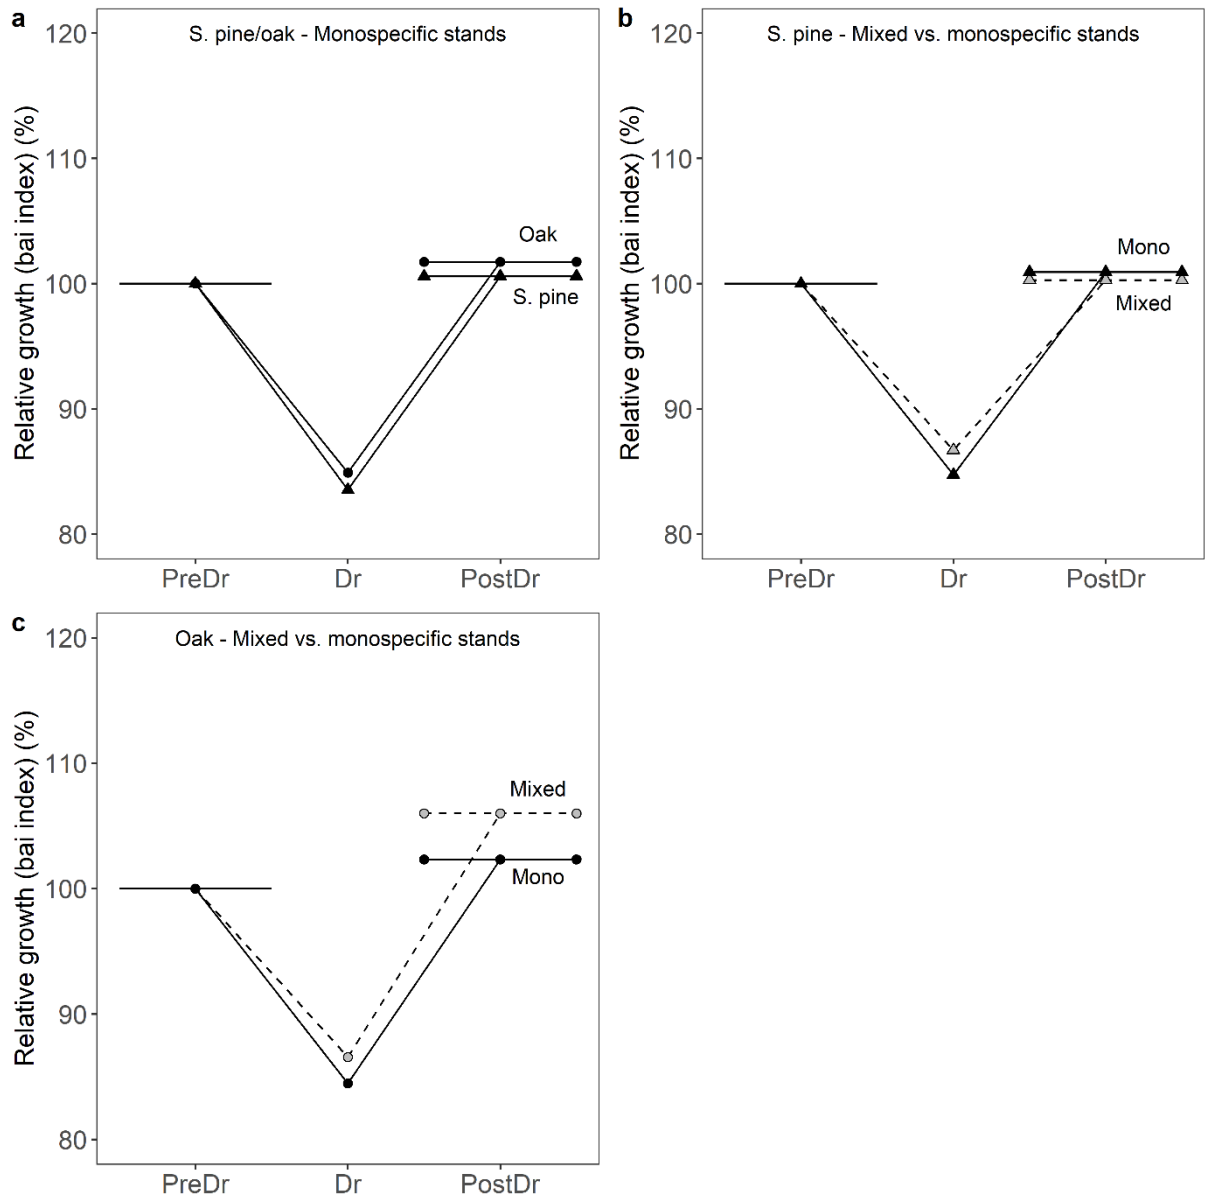 a
S. pine/oak - Monospecific stands
Relative growth (bai index) (%)
120
110
100
90
80
Oak
S. pine
PreDr Dr PostDr
b
S. pine - Mixed vs. monospecific stands
Relative growth (bai index) (%)
120
110
100
90
80
Mono
Mixed
PreDr Dr PostDr
c
Oak - Mixed vs. monospecific stands
Relative growth (bai index) (%)
120
110
100
90
80
Mixed
Mono
PreDr Dr PostDr